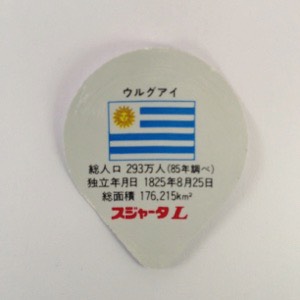 ウルグアイ
総人口 293万人(85年調べ)
独立年月日 1825年8月25日
総面積 176,215km²
スジャータ L